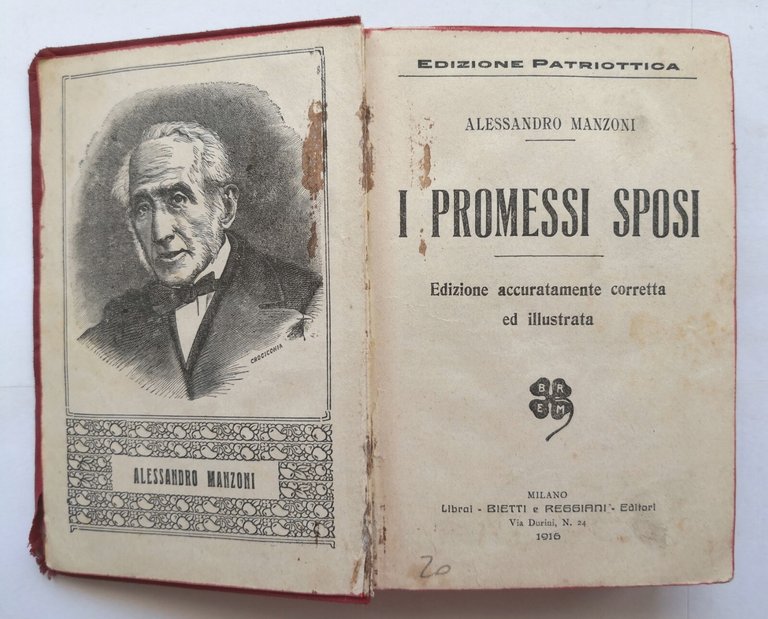 CROCICCHIA
ALESSANDRO MANZONI
EDIZIONE PATRIOTTICA
ALESSANDRO MANZONI
I PROMESSI SPOSI
Edizione accuratamente corretta
ed illustrata
B R
E M
MILANO
Librai - BIETTI e REGGIANI - Editori
Via Durini, N. 24
1916
20